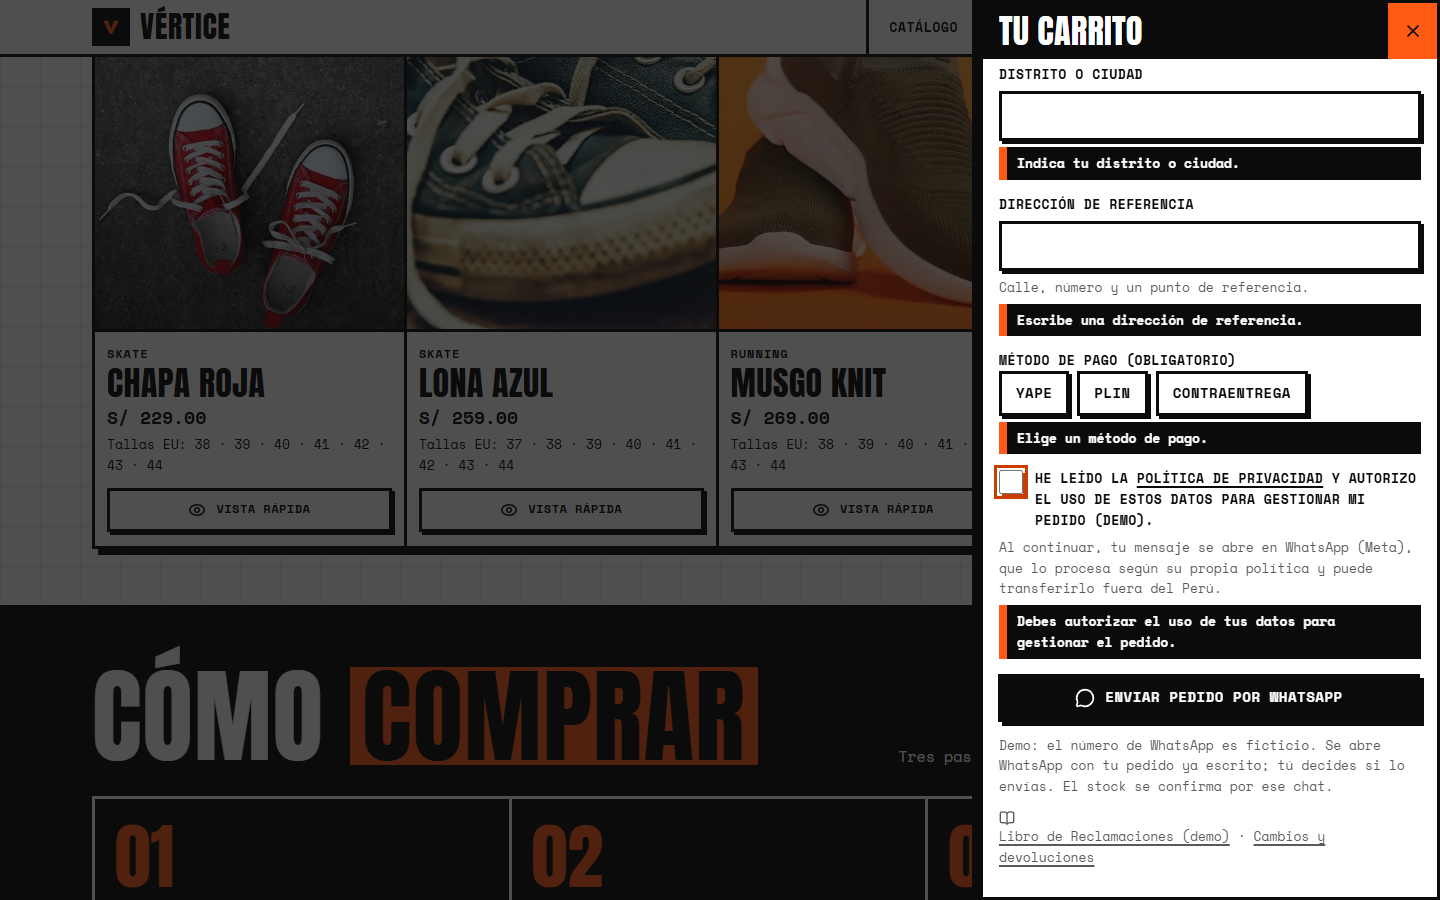 VÉRTICE
CATÁLOGO
SKATE
CHAPA ROJA
S/ 229.00
Tallas EU: 38 · 39 · 40 · 41 · 42 ·
43 · 44
VISTA RÁPIDA
SKATE
LONA AZUL
S/ 259.00
Tallas EU: 37 · 38 · 39 · 40 · 41 ·
42 · 43 · 44
VISTA RÁPIDA
RUNNING
MUSGO KNIT
S/ 269.00
Tallas EU: 38 · 39 · 40 · 41 ·
43 · 44
VISTA RÁPIDA
CÓMO COMPRAR
Tres pas
01
02
TU CARRITO
DISTRITO O CIUDAD
Indica tu distrito o ciudad.
DIRECCIÓN DE REFERENCIA
Calle, número y un punto de referencia.
Escribe una dirección de referencia.
MÉTODO DE PAGO (OBLIGATORIO)
YAPE
PLIN
CONTRAENTREGA
Elige un método de pago.
HE LEÍDO LA POLÍTICA DE PRIVACIDAD Y AUTORIZO
EL USO DE ESTOS DATOS PARA GESTIONAR MI
PEDIDO (DEMO).
Al continuar, tu mensaje se abre en WhatsApp (Meta),
que lo procesa según su propia política y puede
transferirlo fuera del Perú.
Debes autorizar el uso de tus datos para
gestionar el pedido.
ENVIAR PEDIDO POR WHATSAPP
Demo: el número de WhatsApp es ficticio. Se abre
WhatsApp con tu pedido ya escrito; tú decides si lo
envías. El stock se confirma por ese chat.
Libro de Reclamaciones (demo) · Cambios y
devoluciones